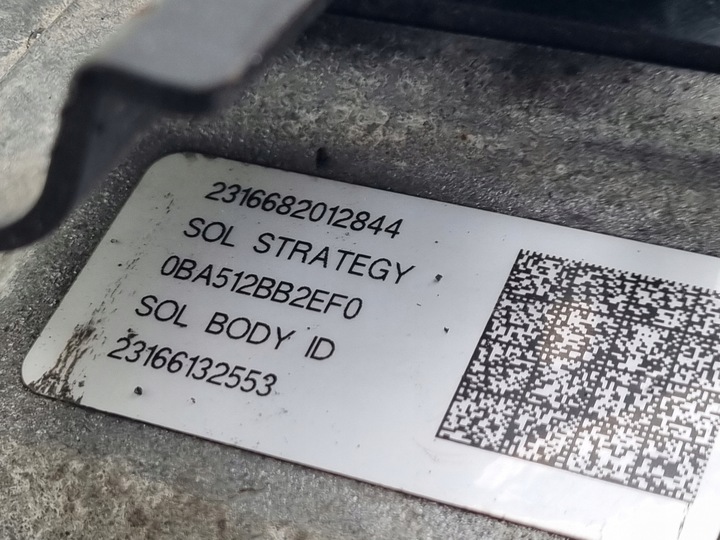 2316682012844
SOL STRATEGY
0BA512BB2EF0
SOL BODY ID
23166132553